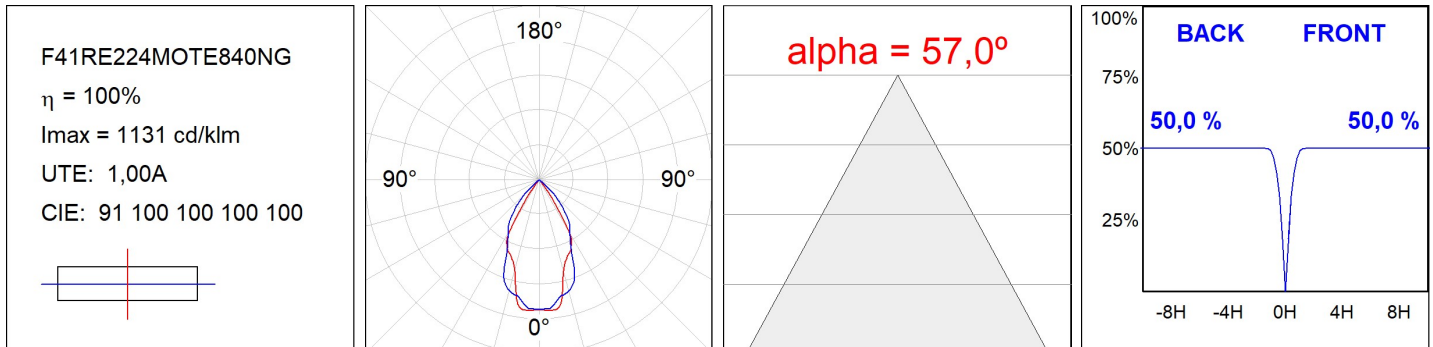 F41RE224MOTE840NG
η = 100%
Imax = 1131 cd/klm
UTE: 1,00A
CIE: 91 100 100 100 100
180°
90°
90°
0°
alpha = 57,0º
100%
BACK
FRONT
75%
50,0 %
50,0 %
50%
25%
-8H
-4H
0H
4H
8H